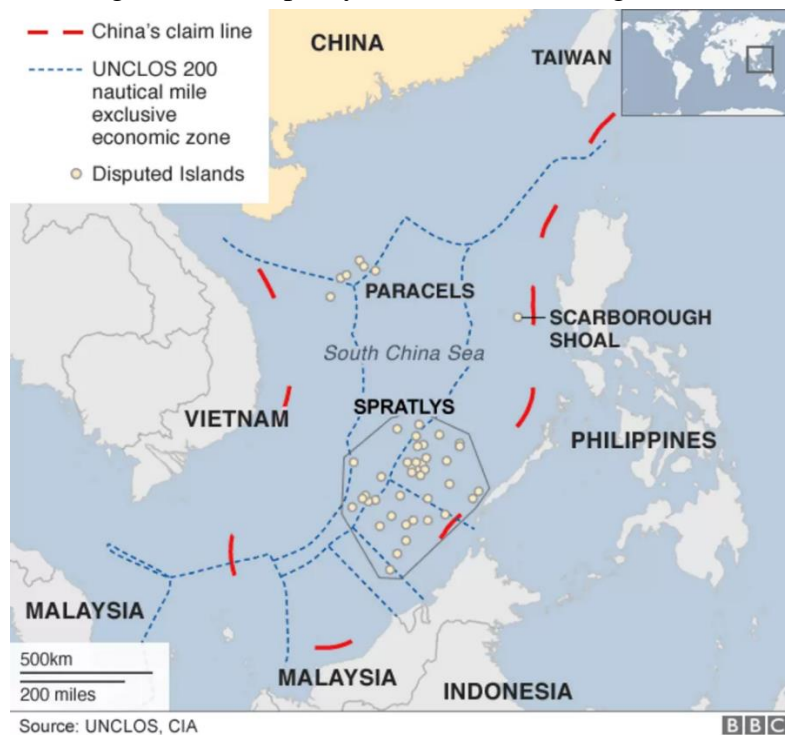 China's claim line
UNCLOS 200
nautical mile
exclusive
economic zone
Disputed Islands
CHINA
TAIWAN
PARACELS
SCARBOROUGH
SHOAL
South China Sea
SPRATLYS
VIETNAM
PHILIPPINES
MALAYSIA
500km
200 miles
MALAYSIA
INDONESIA
Source: UNCLOS, CIA
BBC